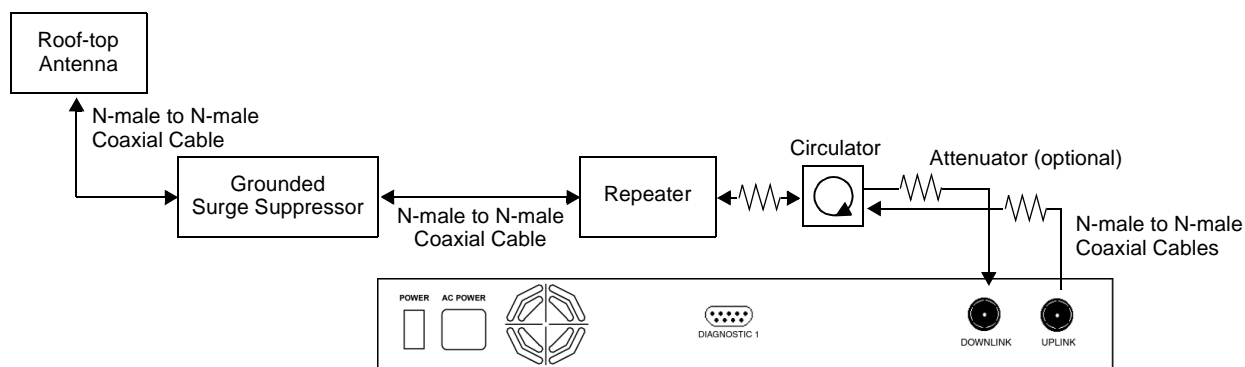 Roof-top
Antenna
N-male to N-male
Coaxial Cable
Grounded
Surge Suppressor
N-male to N-male
Coaxial Cable
Repeater
Circulator
Attenuator (optional)
N-male to N-male
Coaxial Cables
POWER
AC POWER
DIAGNOSTIC 1
DOWNLINK
UPLINK